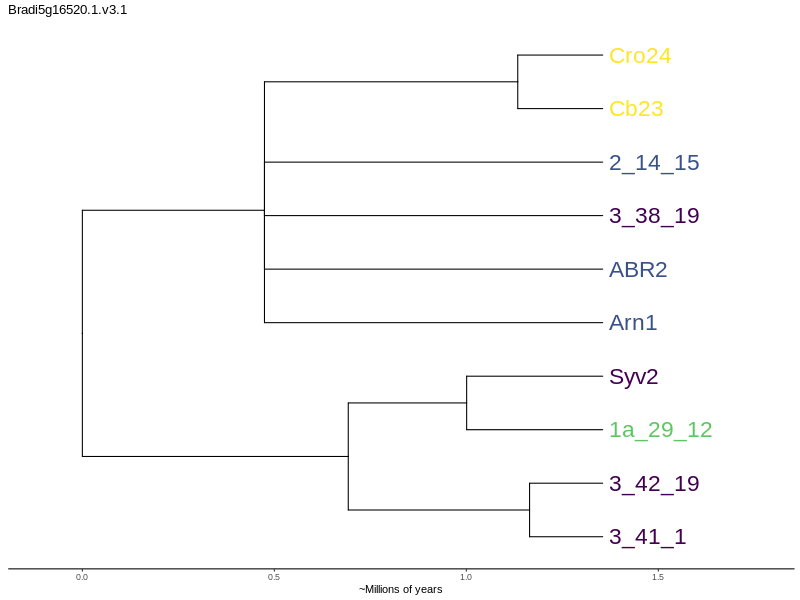 Bradi5g16520.1.v3.1
Cro24
Cb23
2_14_15
3_38_19
ABR2
Arn1
Syv2
1a_29_12
3_42_19
3_41_1
0.0 0.5 1.0 1.5
~Millions of years